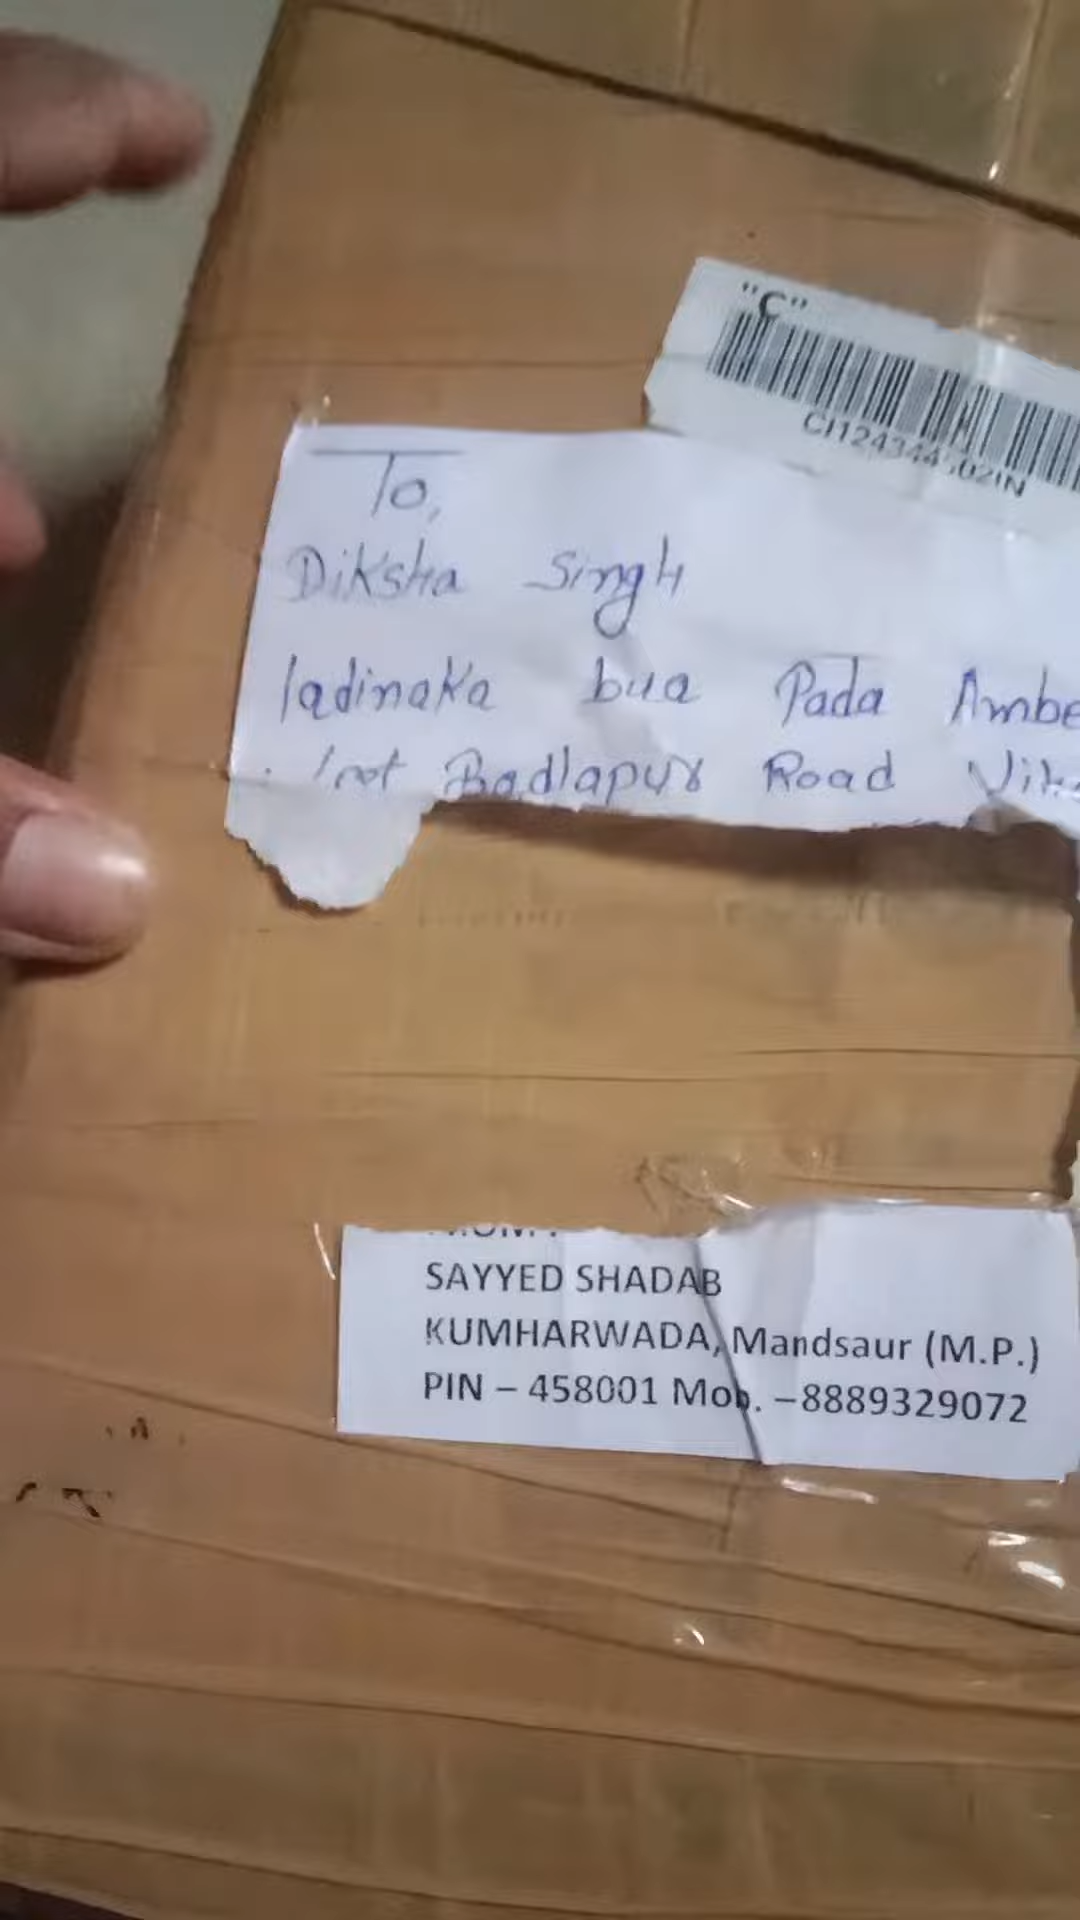 "C"
To,
Diksha Singh
ladinaka bua Pada Ambe
Badlapur Road
SAYYED SHADAB
KUMHARWADA, Mandsaur (M.P.)
PIN – 458001 Mob. –8889329072